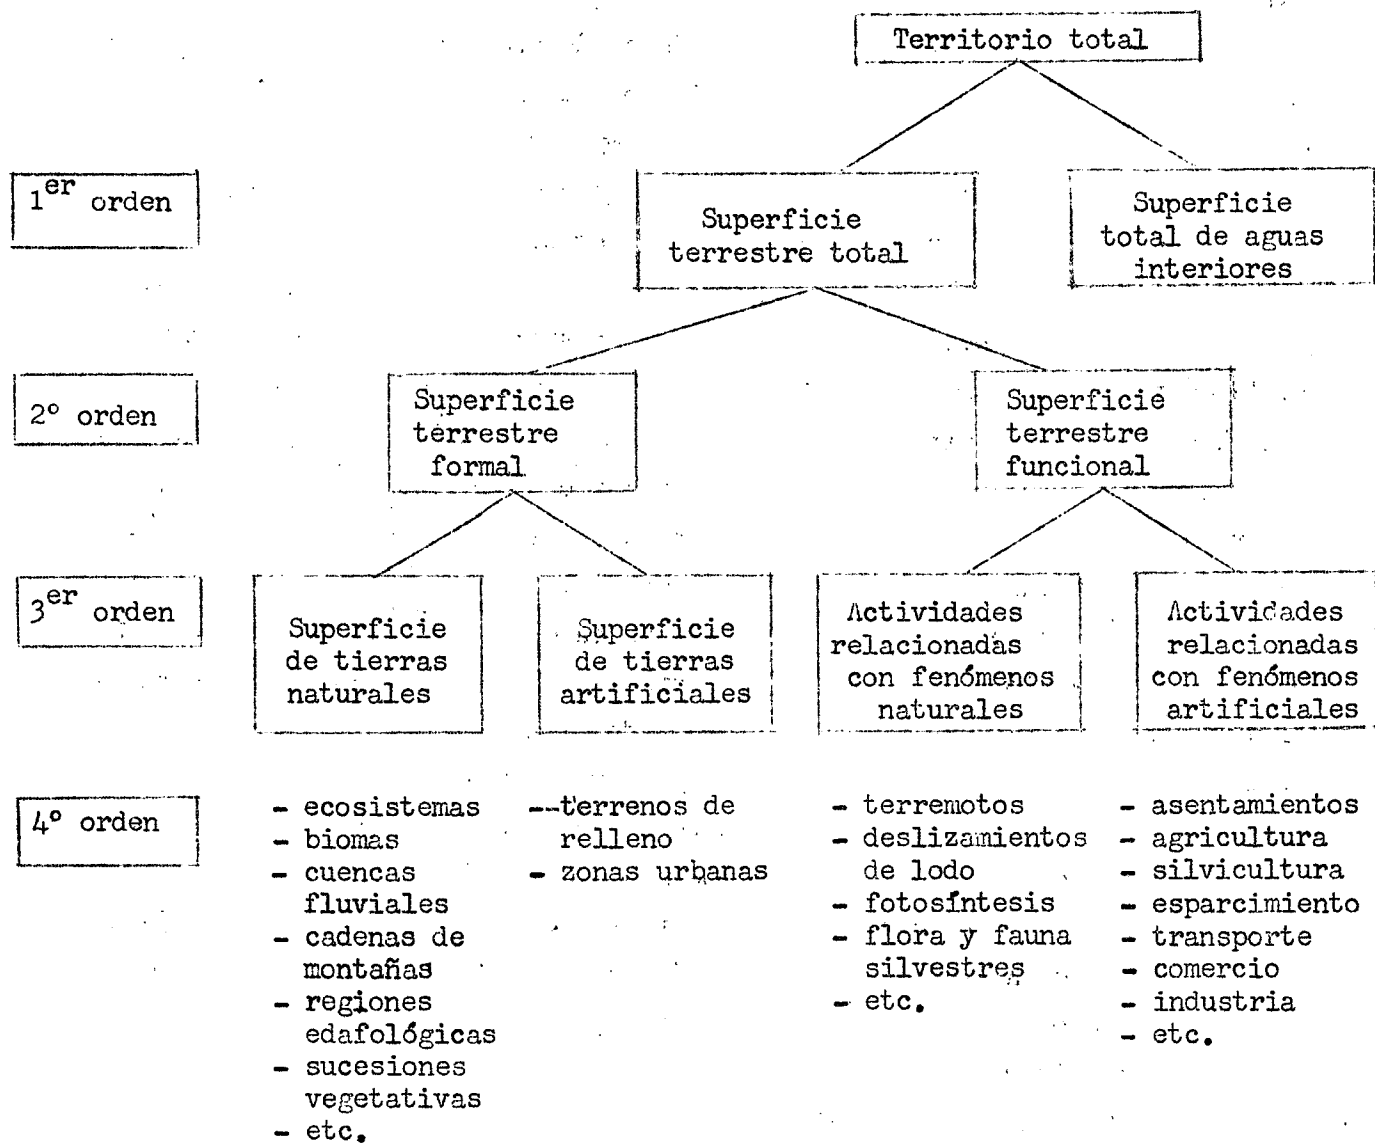 Territorio total
1er orden
Superficie
terrestre total
Superficie
total de aguas
interiores
2º orden
Superficie
terrestre
formal
Superficie
terrestre
funcional
3er orden
Superficie
de tierras
naturales
Superficie
de tierras
artificiales
Actividades
relacionadas
con fenómenos
naturales
Actividades
relacionadas
con fenómenos
artificiales
4º orden
- ecosistemas
- biomas
- cuencas
fluviales
- cadenas de
montañas
- regiones
edafológicas
- sucesiones
vegetativas
- etc.
- terrenos de
relleno
- zonas urbanas
- terremotos
- deslizamientos
de lodo
- fotosíntesis
- flora y fauna
silvestres
- etc.
- asentamientos
- agricultura
- silvicultura
- esparcimiento
- transporte
- comercio
- industria
- etc.